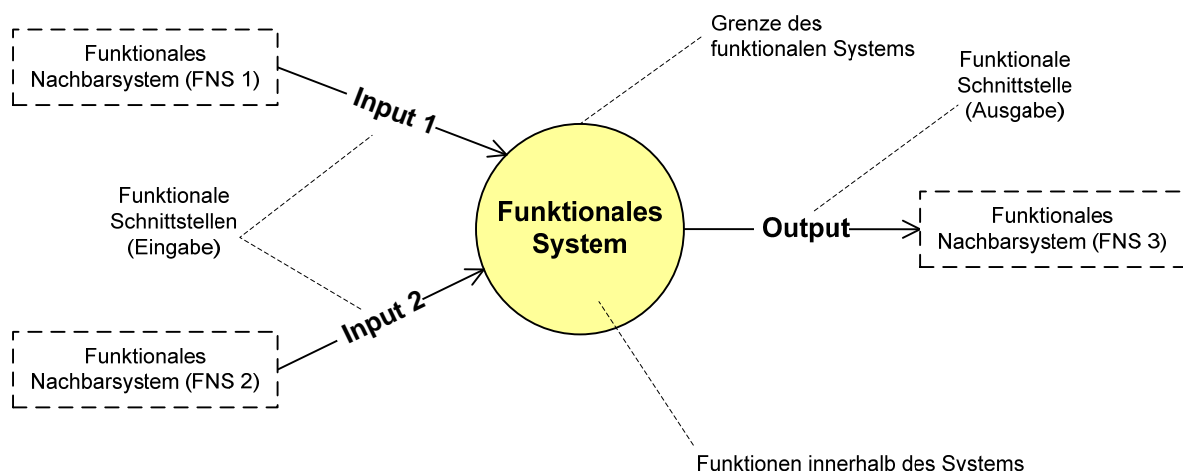 Funktionales
Nachbarsystem (FNS 1)
Input 1
Grenze des
funktionalen Systems
Funktionale
Schnittstelle
(Ausgabe)
Funktionale
Schnittstellen
(Eingabe)
Funktionales
System
Output
Funktionales
Nachbarsystem (FNS 3)
Input 2
Funktionales
Nachbarsystem (FNS 2)
Funktionen innerhalb des Systems